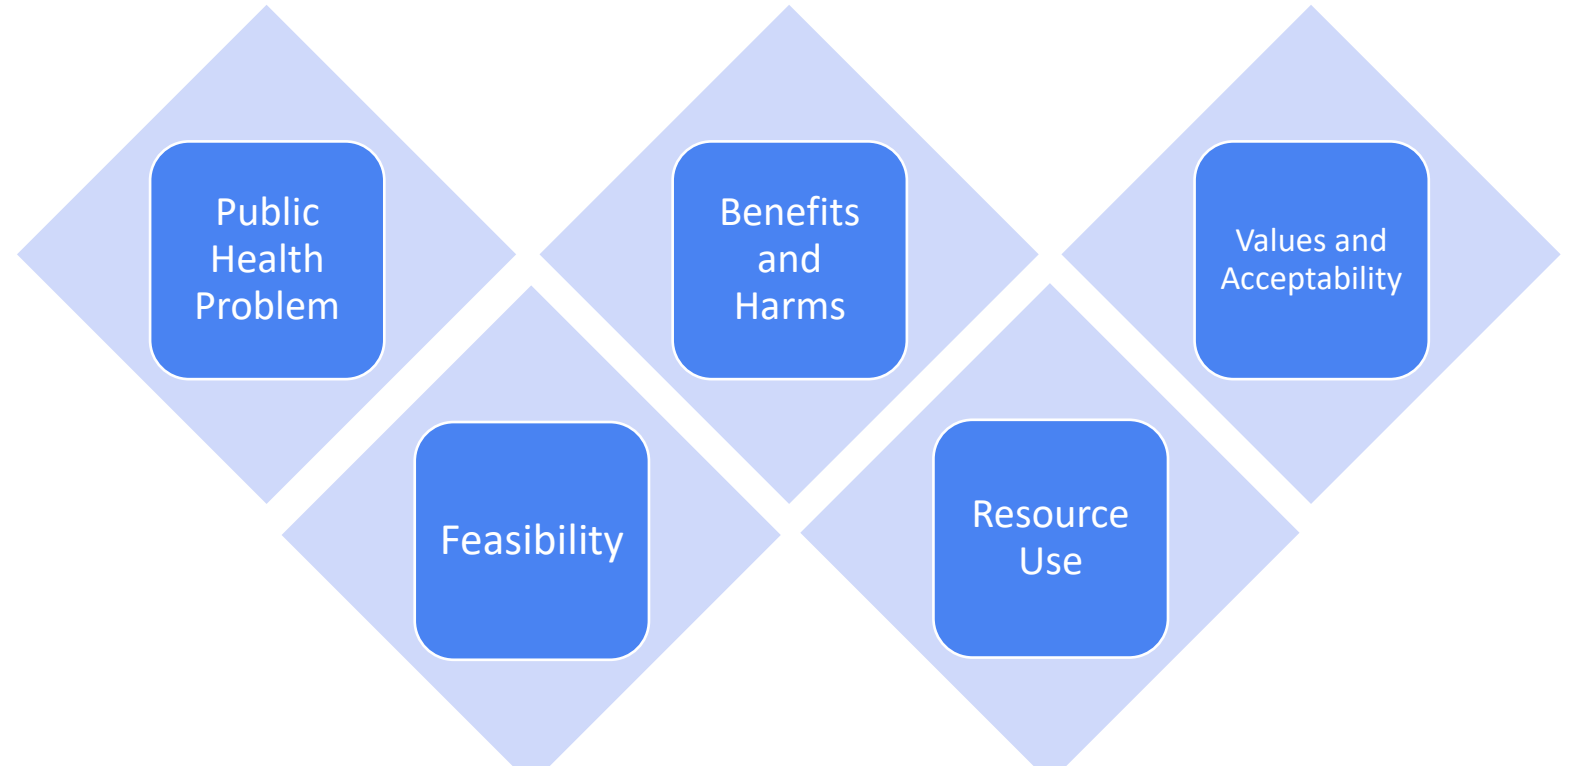 Public
Health
Problem
Benefits
and
Harms
Values and
Acceptability
Feasibility
Resource
Use